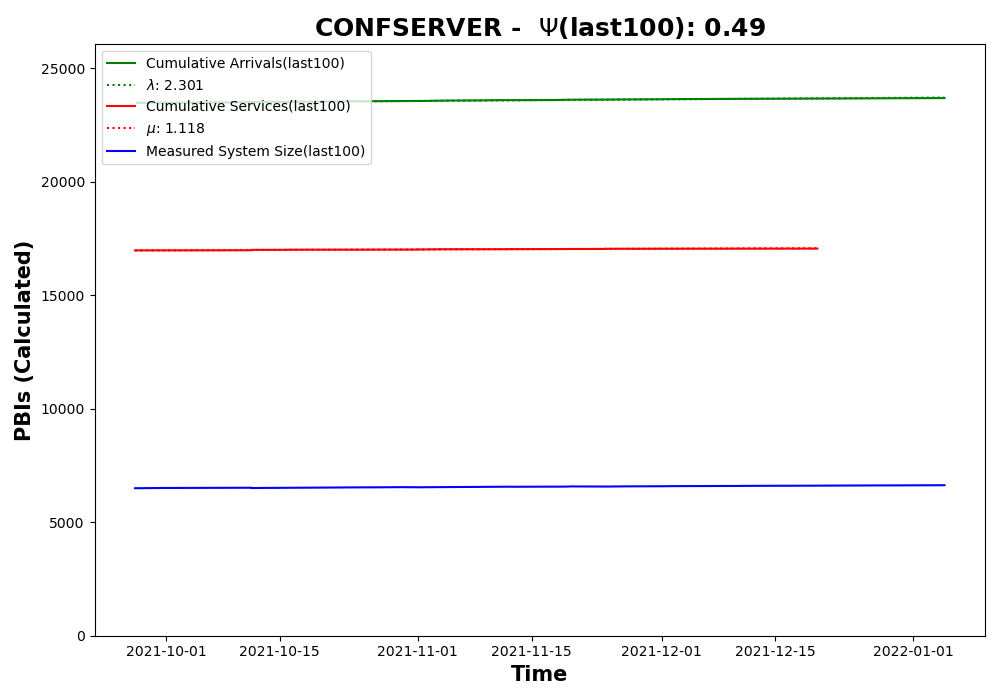 CONFSERVER - Ψ(last100): 0.49
Cumulative Arrivals(last100)
λ: 2.301
Cumulative Services(last100)
μ: 1.118
Measured System Size(last100)
PBIs (Calculated)
25000
20000
15000
10000
5000
0
2021-10-01 2021-10-15 2021-11-01 2021-11-15 2021-12-01 2021-12-15 2022-01-01
Time